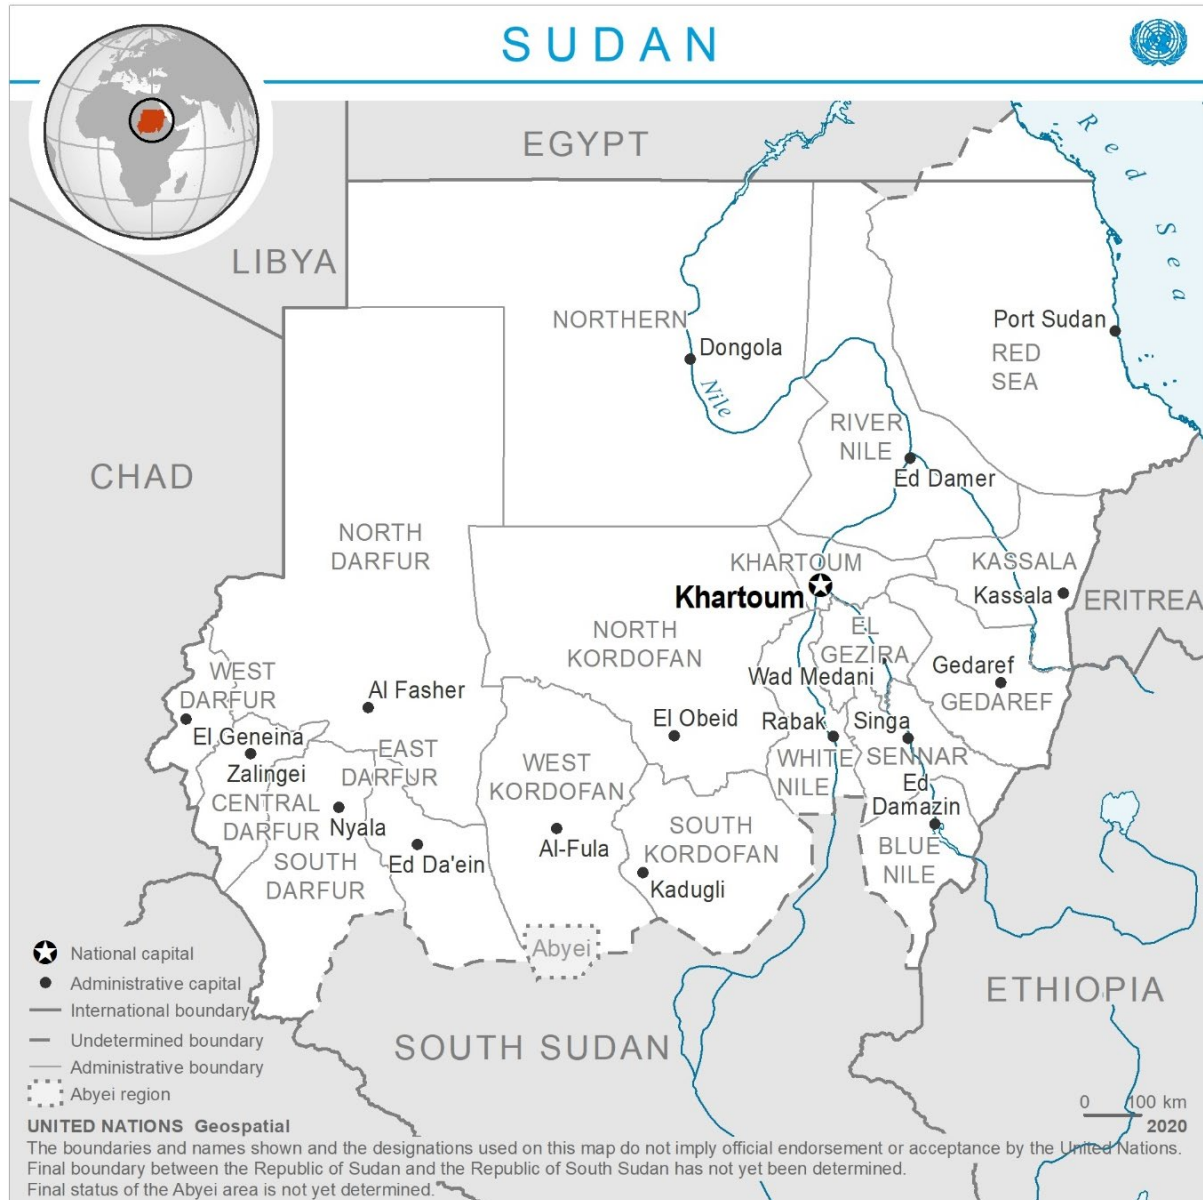 SUDAN
EGYPT
Red Sea
LIBYA
NORTHERN
Dongola
Nile
Port Sudan
RED
SEA
RIVER
NILE
Ed Damer
CHAD
NORTH
DARFUR
KHARTOUM
Khartoum
KASSALA
Kassala
ERITREA
NORTH
KORDOFAN
EL
GEZIRA
Wad Medani
Gedaref
GEDAREF
WEST
DARFUR
Al Fasher
El Geneina
Zalingei
EAST
DARFUR
El Obeid
Rabak
Singa
WHITE
NILE
SENNAR
WEST
KORDOFAN
CENTRAL
DARFUR
Nyala
Ed
Damazin
Al-Fula
SOUTH
KORDOFAN
BLUE
NILE
SOUTH
DARFUR
Ed Da'ein
Kadugli
Abyei
ETHIOPIA
SOUTH SUDAN
National capital
Administrative capital
International boundary
Undetermined boundary
Administrative boundary
Abyei region
0 100 km
2020
UNITED NATIONS Geospatial
The boundaries and names shown and the designations used on this map do not imply official endorsement or acceptance by the United Nations.
Final boundary between the Republic of Sudan and the Republic of South Sudan has not yet been determined.
Final status of the Abyei area is not yet determined.